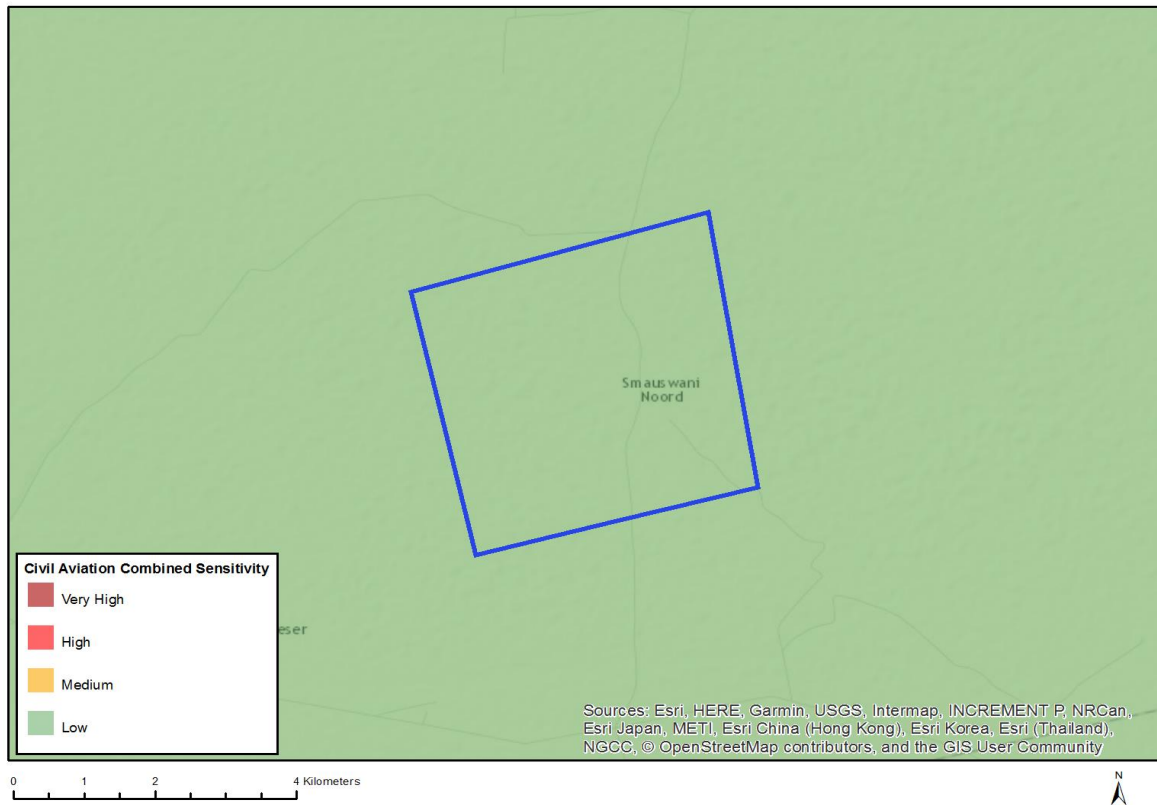 Smauswani
Noord
eser
Civil Aviation Combined Sensitivity
Very High
High
Medium
Low
Sources: Esri, HERE, Garmin, USGS, Intermap, INCREMENT P, NRCan,
Esri Japan, METI, Esri China (Hong Kong), Esri Korea, Esri (Thailand),
NGCC, © OpenStreetMap contributors, and the GIS User Community
0 1 2 4 Kilometers
N